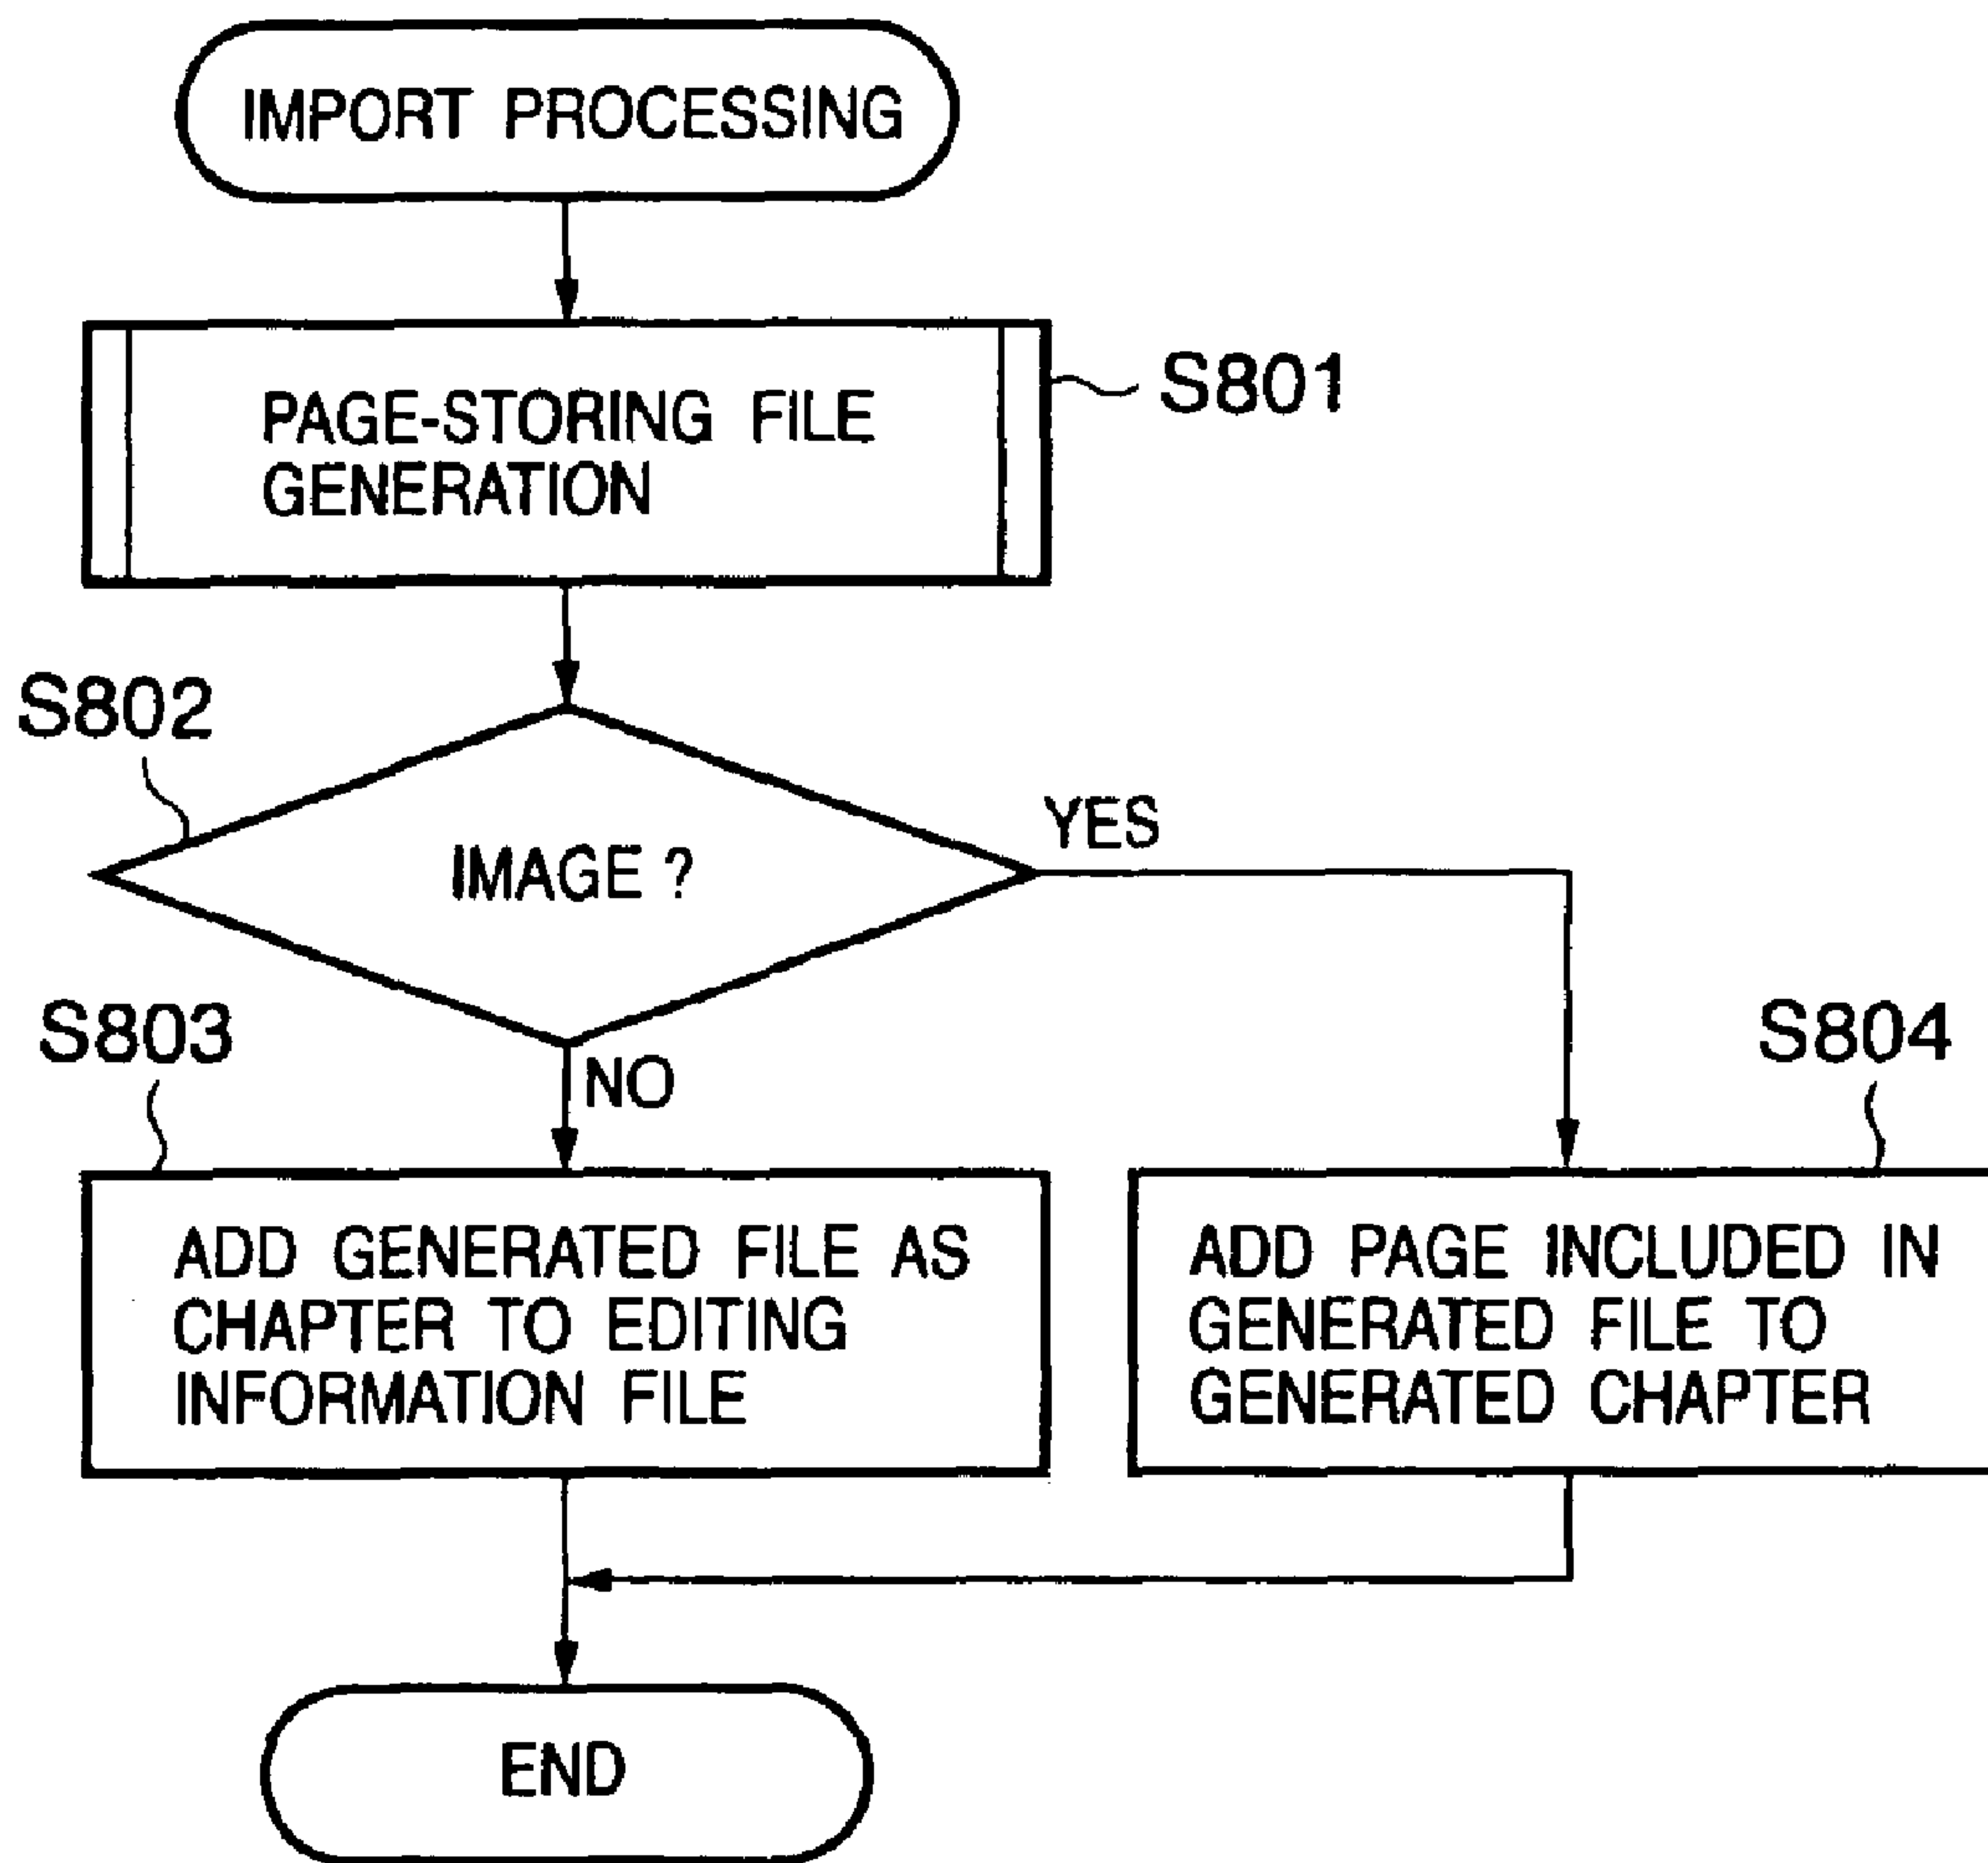 IMPORT PROCESSING
PAGE-STORING FILE
GENERATION
S801
S802
IMAGE ?
YES
NO
S803
ADD GENERATED FILE AS
CHAPTER TO EDITING
INFORMATION FILE
S804
ADD PAGE INCLUDED IN
GENERATED FILE TO
GENERATED CHAPTER
END